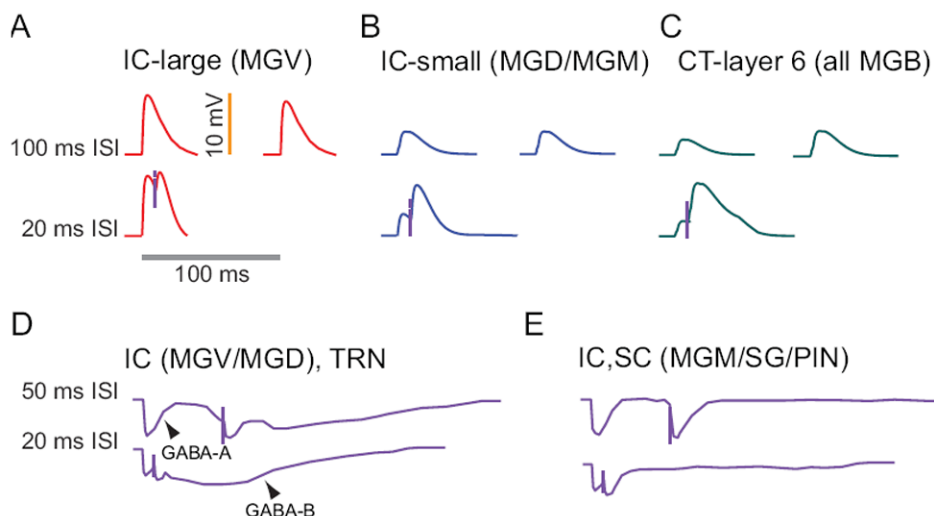 A
IC-large (MGV)
B
IC-small (MGD/MGM)
C
CT-layer 6 (all MGB)
100 ms ISI
10 mV
20 ms ISI
100 ms
D
IC (MGV/MGD), TRN
E
IC,SC (MGM/SG/PIN)
50 ms ISI
20 ms ISI
GABA-A
GABA-B